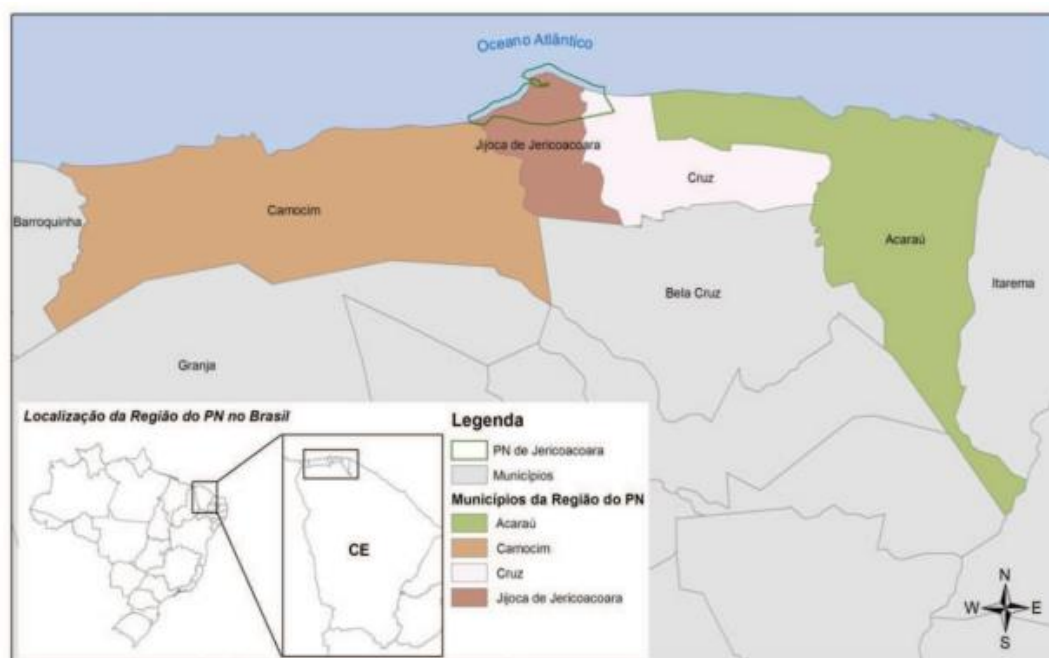 Oceano Atlântico
Jijoca de Jericoacoara
Cruz
Camocim
Barroquinha
Acaraú
Itarema
Bela Cruz
Granja
Localização da Região do PN no Brasil
CE
Legenda
PN de Jericoacoara
Municípios
Municípios da Região do PN
Acaraú
Camocim
Cruz
Jijoca de Jericoacoara
N
W
E
S